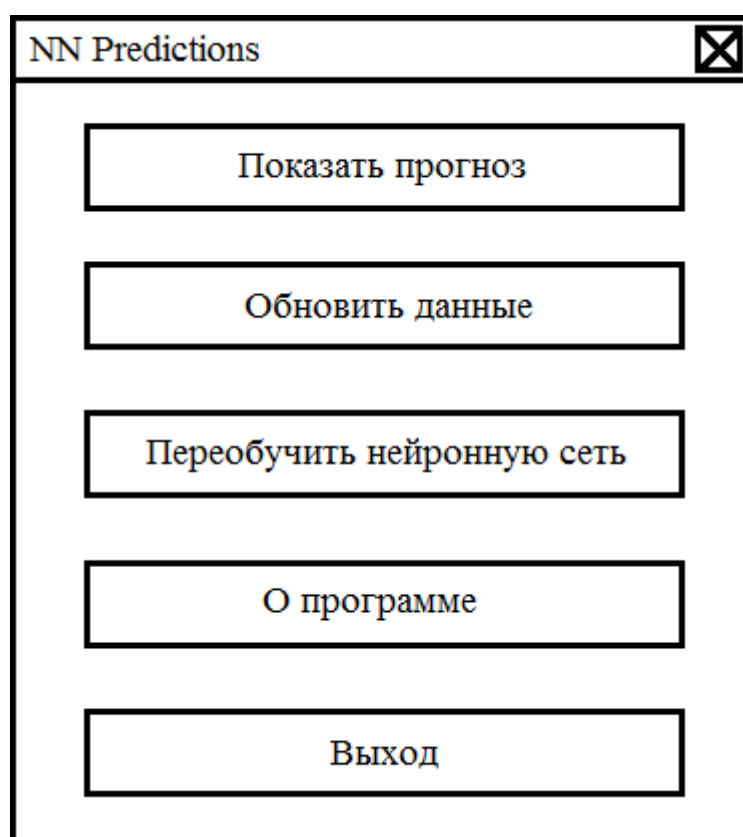 NN Predictions
Показать прогноз
Обновить данные
Переобучить нейронную сеть
О программе
Выход